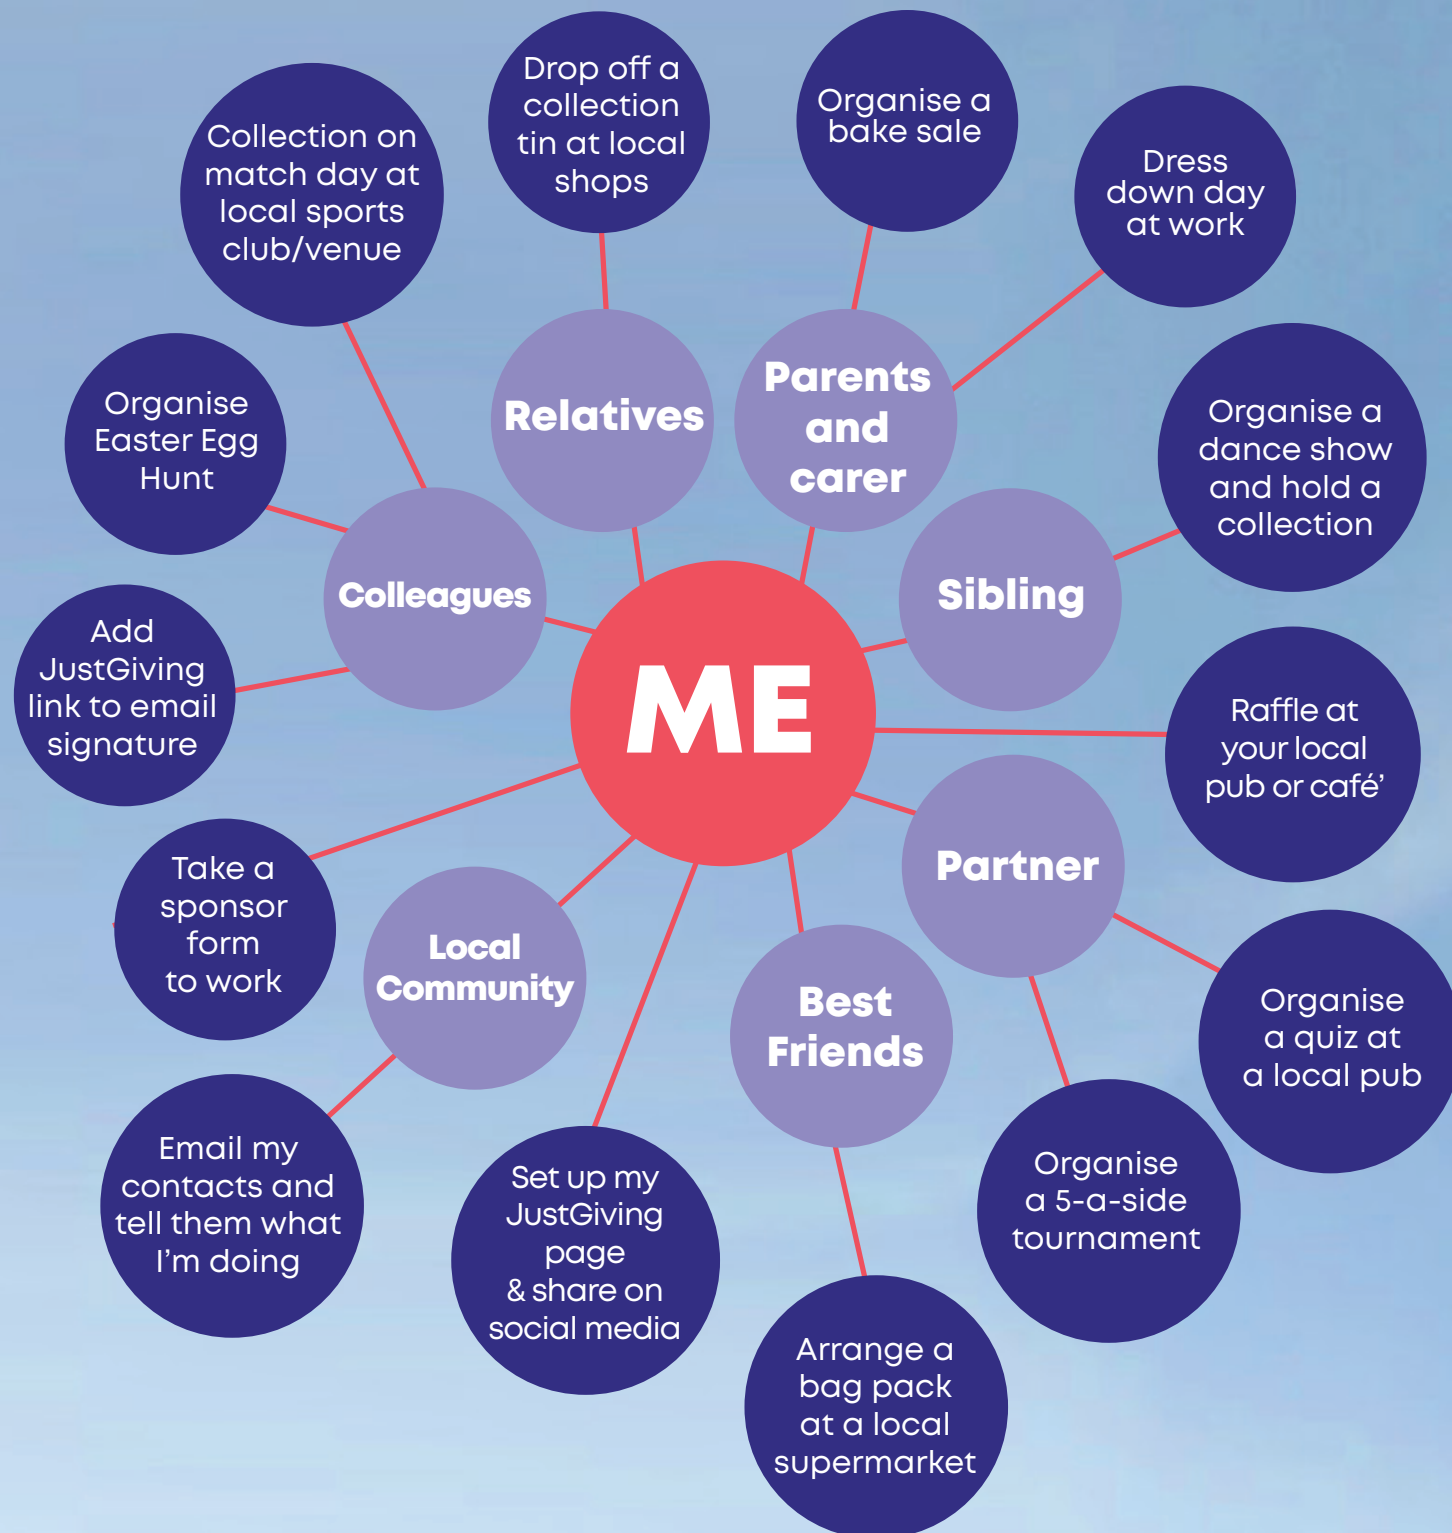 Drop off a
collection
tin at local
shops
Organise a
bake sale
Collection on
match day at
local sports
club/venue
Dress
down day
at work
Organise
Easter Egg
Hunt
Relatives
Parents
and
carer
Organise a
dance show
and hold a
collection
Colleagues
Sibling
Add
JustGiving
link to email
signature
ME
Raffle at
your local
pub or café’
Take a
sponsor
form
to work
Local
Community
Partner
Best
Friends
Organise
a quiz at
a local pub
Email my
contacts and
tell them what
I’m doing
Set up my
JustGiving
page
& share on
social media
Organise
a 5-a-side
tournament
Arrange a
bag pack
at a local
supermarket